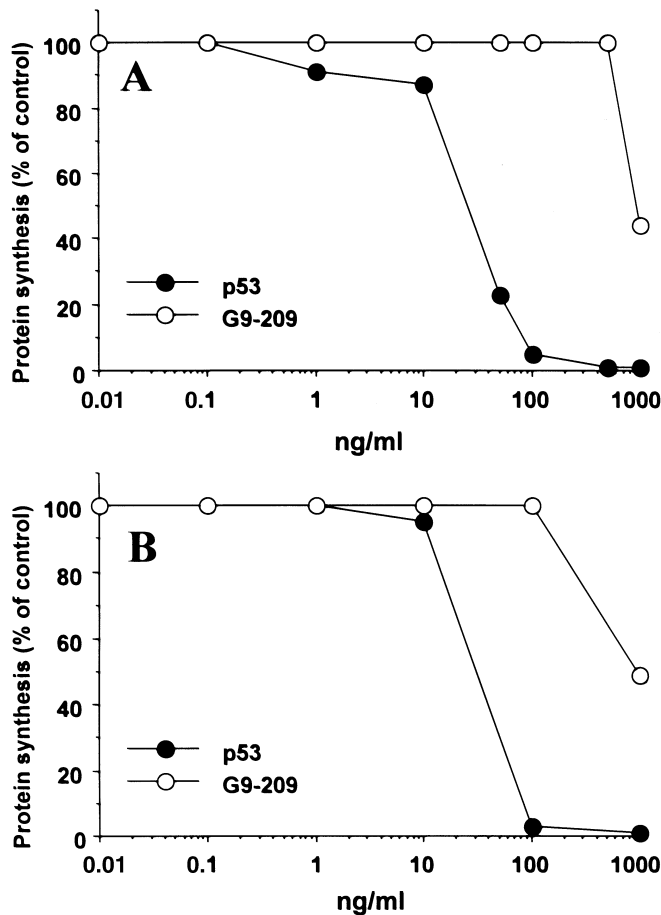 100
80
60
40
20
0
Protein synthesis (% of control)
A
p53
G9-209
0.01 0.1 1 10 100 1000
ng/ml
100
80
60
40
20
0
Protein synthesis (% of control)
B
p53
G9-209
0.01 0.1 1 10 100 1000
ng/ml